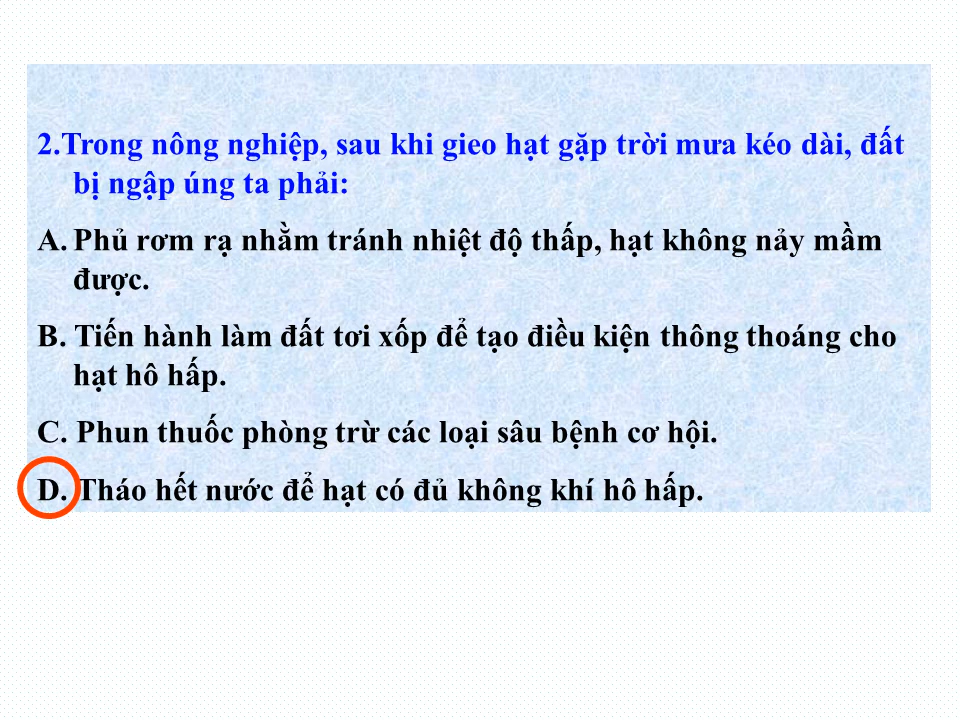 2.Trong nông nghiệp, sau khi gieo hạt gặp trời mưa kéo dài, đất
bị ngập úng ta phải:
A. Phủ rơm rạ nhằm tránh nhiệt độ thấp, hạt không nảy mầm
được.
B. Tiến hành làm đất tơi xốp để tạo điều kiện thông thoáng cho
hạt hô hấp.
C. Phun thuốc phòng trừ các loại sâu bệnh cơ hội.
D. Tháo hết nước để hạt có đủ không khí hô hấp.